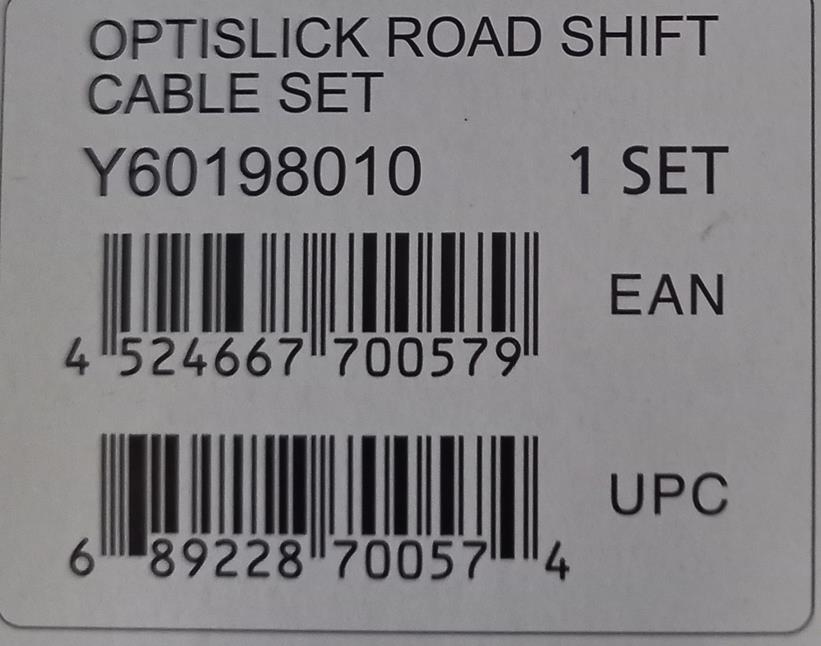 OPTISLICK ROAD SHIFT
CABLE SET
Y60198010 1 SET
EAN
4 524667 700579
UPC
6 89228 70057 4